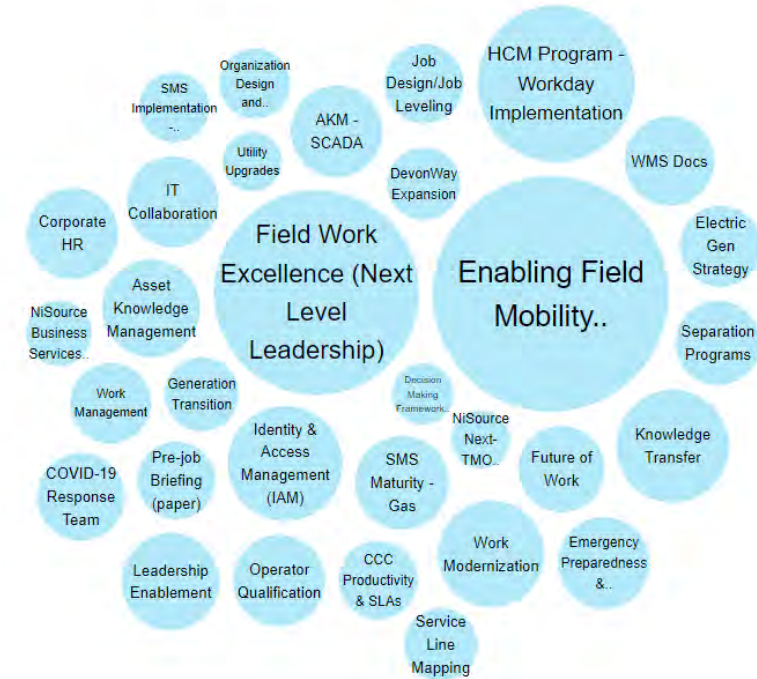 Organization
Design
and..
SMS
Implementation
-..
AKM -
SCADA
Job
Design/Job
Leveling
HCM Program -
Workday
Implementation
Utility
Upgrades
DevonWay
Expansion
WMS Docs
IT
Collaboration
Corporate
HR
Field Work
Excellence (Next
Level
Leadership)
Enabling Field
Mobility..
Electric
Gen
Strategy
Asset
Knowledge
Management
NiSource
Business
Services..
Separation
Programs
Work
Management
Generation
Transition
Decision
Making
Framework..
NiSource
Next-
TMO..
Knowledge
Transfer
Identity &
Access
Management
(IAM)
SMS
Maturity -
Gas
Future of
Work
COVID-19
Response
Team
Pre-job
Briefing
(paper)
Work
Modernization
Emergency
Preparedness
&..
Leadership
Enablement
Operator
Qualification
CCC
Productivity
& SLAs
Service
Line
Mapping